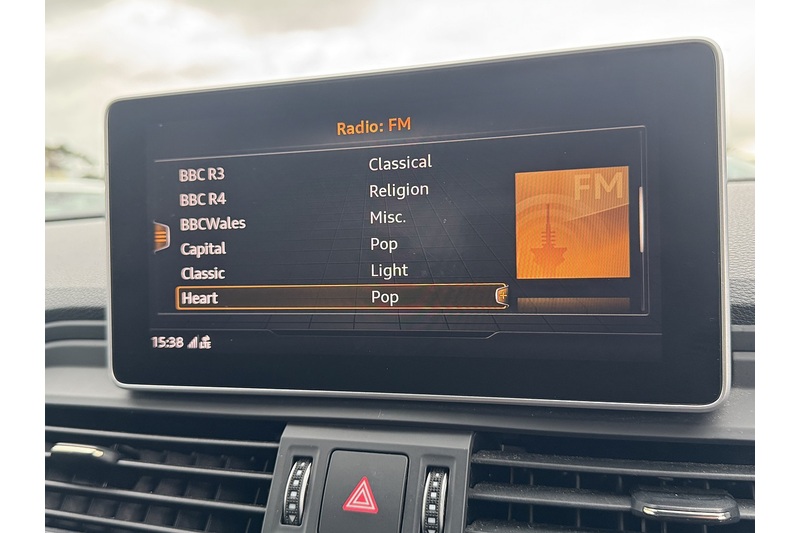 Radio: FM
BBC R3 Classical
BBC R4 Religion
BBCWales Misc.
Capital Pop
Classic Light
Heart Pop
FM
15:38 LTE